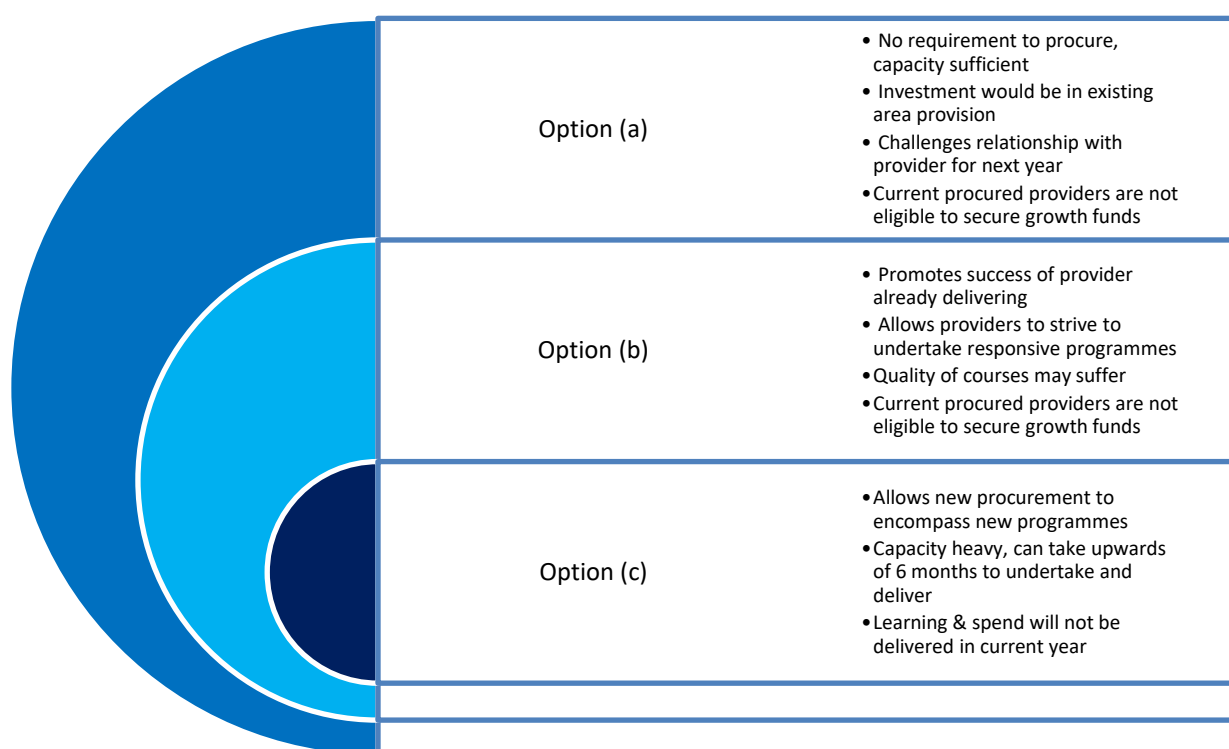 Option (a)
• No requirement to procure,
capacity sufficient
• Investment would be in existing
area provision
• Challenges relationship with
provider for next year
•Current procured providers are not
eligible to secure growth funds
Option (b)
• Promotes success of provider
already delivering
• Allows providers to strive to
undertake responsive programmes
•Quality of courses may suffer
•Current procured providers are not
eligible to secure growth funds
Option (c)
•Allows new procurement to
encompass new programmes
•Capacity heavy, can take upwards
of 6 months to undertake and
deliver
•Learning & spend will not be
delivered in current year